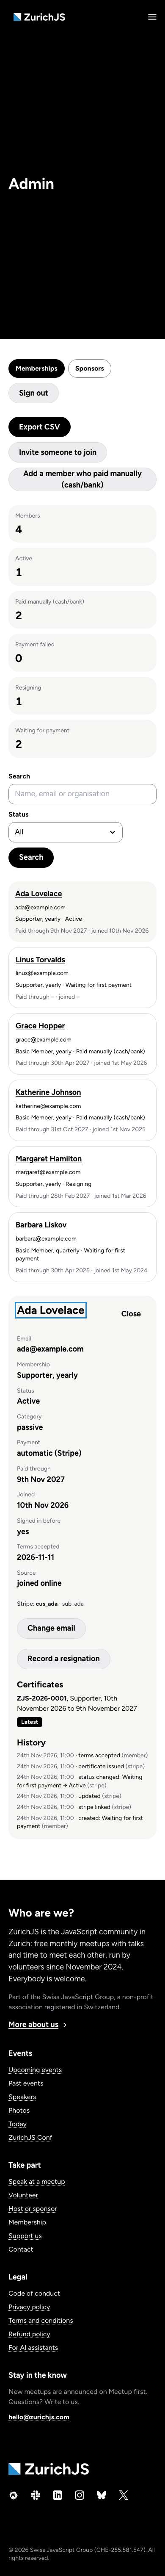 ZurichJS
Admin
Memberships
Sponsors
Sign out
Export CSV
Invite someone to join
Add a member who paid manually
(cash/bank)
Members
4
Active
1
Paid manually (cash/bank)
2
Payment failed
0
Resigning
1
Waiting for payment
2
Search
Name, email or organisation
Status
All
Search
Ada Lovelace
ada@example.com
Supporter, yearly · Active
Paid through 9th Nov 2027 · joined 10th Nov 2026
Linus Torvalds
linus@example.com
Supporter, yearly · Waiting for first payment
Paid through – · joined –
Grace Hopper
grace@example.com
Basic Member, yearly · Paid manually (cash/bank)
Paid through 30th Apr 2027 · joined 1st May 2026
Katherine Johnson
katherine@example.com
Basic Member, yearly · Paid manually (cash/bank)
Paid through 31st Oct 2027 · joined 1st Nov 2025
Margaret Hamilton
margaret@example.com
Supporter, yearly · Resigning
Paid through 28th Feb 2027 · joined 1st Mar 2026
Barbara Liskov
barbara@example.com
Basic Member, quarterly · Waiting for first
payment
Paid through 30th Apr 2025 · joined 1st May 2024
Ada Lovelace
Close
Email
ada@example.com
Membership
Supporter, yearly
Status
Active
Category
passive
Payment
automatic (Stripe)
Paid through
9th Nov 2027
Joined
10th Nov 2026
Signed in before
yes
Terms accepted
2026-11-11
Source
joined online
Stripe: cus_ada · sub_ada
Change email
Record a resignation
Certificates
ZJS-2026-0001, Supporter, 10th
November 2026 to 9th November 2027
Latest
History
24th Nov 2026, 11:00 · terms accepted (member)
24th Nov 2026, 11:00 · certificate issued (stripe)
24th Nov 2026, 11:00 · status changed: Waiting
for first payment → Active (stripe)
24th Nov 2026, 11:00 · updated (stripe)
24th Nov 2026, 11:00 · stripe linked (stripe)
24th Nov 2026, 11:00 · created: Waiting for first
payment (member)
Who are we?
ZurichJS is the JavaScript community in
Zurich: free monthly meetups with talks
and time to meet each other, run by
volunteers since November 2024.
Everybody is welcome.
Part of the Swiss JavaScript Group, a non-profit
association registered in Switzerland.
More about us
Events
Upcoming events
Past events
Speakers
Photos
Today
ZurichJS Conf
Take part
Speak at a meetup
Volunteer
Host or sponsor
Membership
Support us
Contact
Legal
Code of conduct
Privacy policy
Terms and conditions
Refund policy
For AI assistants
Stay in the know
New meetups are announced on Meetup first.
Questions? Write to us.
hello@zurichjs.com
ZurichJS
© 2026 Swiss JavaScript Group (CHE-255.581.547). All
rights reserved.